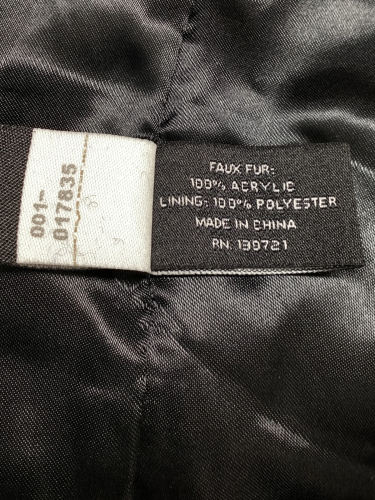 001-
017835
FAUX FUR:
100% ACRYLIC
LINING: 100% POLYESTER
MADE IN CHINA
RN. 139721